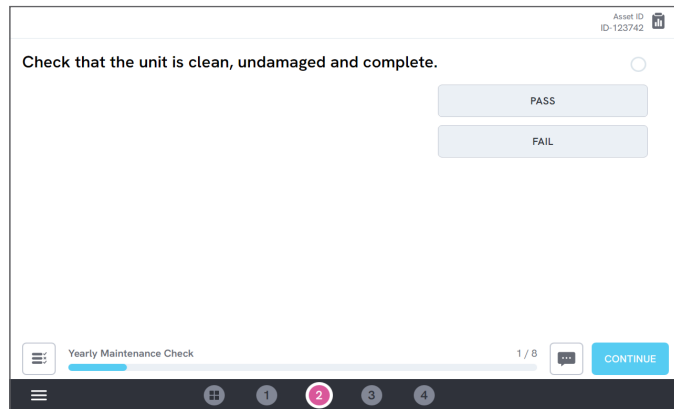 Asset ID
ID-123742
Check that the unit is clean, undamaged and complete.
PASS
FAIL
Yearly Maintenance Check
1 / 8
CONTINUE
1
2
3
4